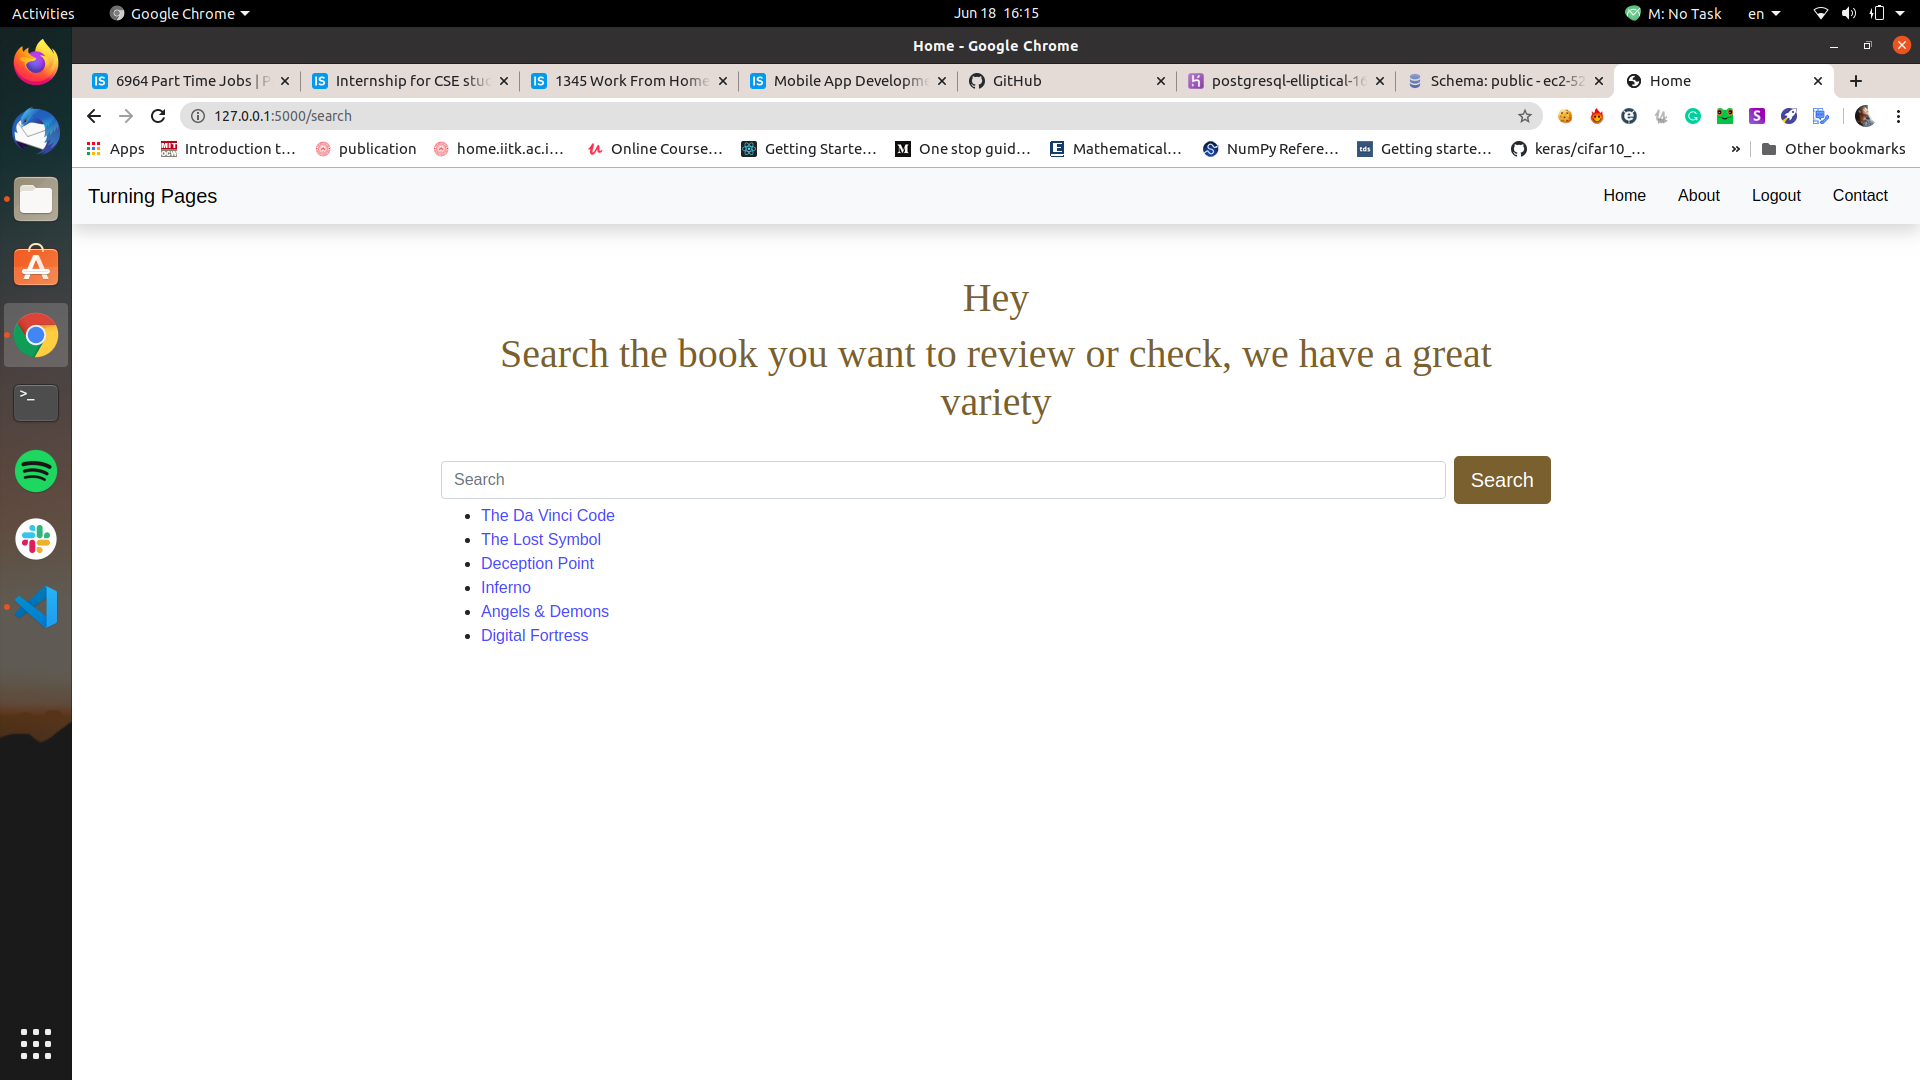 Activities Google Chrome Jun 18 16:15 M: No Task en
Home - Google Chrome
6964 Part Time Jobs | P Internship for CSE stud 1345 Work From Home Mobile App Developme GitHub postgresql-elliptical-16 Schema: public - ec2-52 Home
127.0.0.1:5000/search
Apps Introduction t... publication home.iitk.ac.i... Online Course... Getting Starte... One stop guid... Mathematical... NumPy Refere... Getting starte... keras/cifar10_... » Other bookmarks
Turning Pages Home About Logout Contact
Hey
Search the book you want to review or check, we have a great
variety
Search Search
The Da Vinci Code
The Lost Symbol
Deception Point
Inferno
Angels & Demons
Digital Fortress